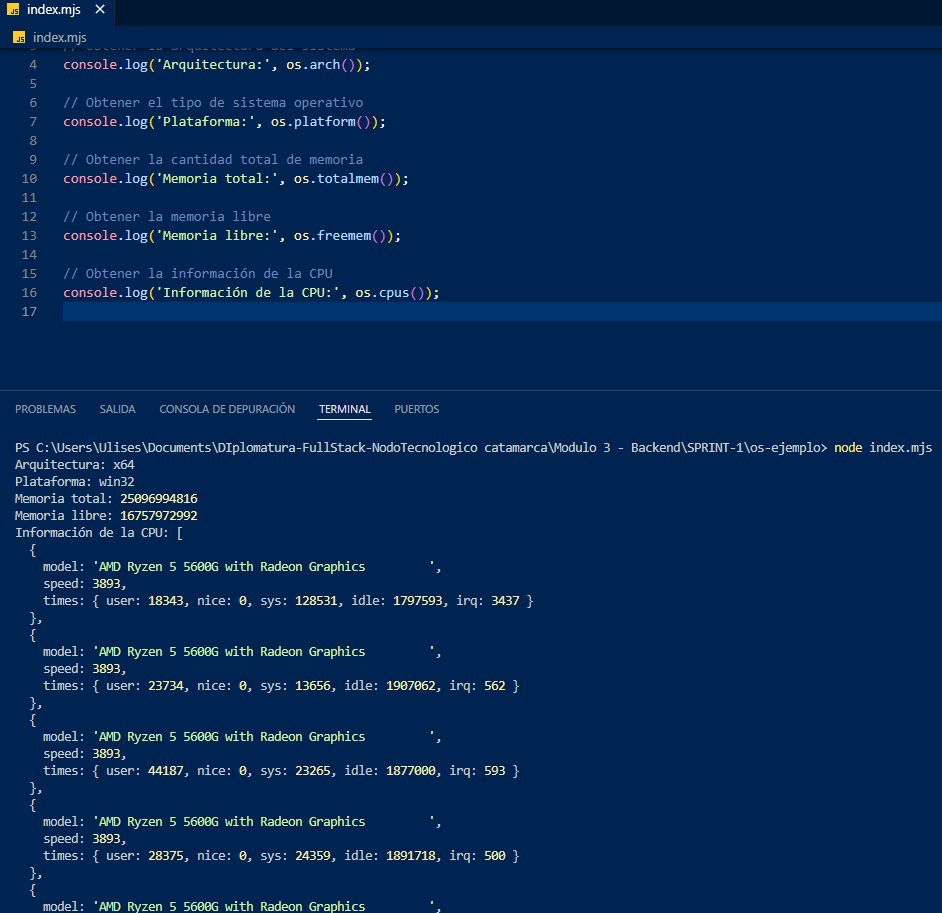 JS index.mjs ×
JS index.mjs
3 // Obtener la arquitectura del sistema
4 console.log('Arquitectura:', os.arch());
5
6 // Obtener el tipo de sistema operativo
7 console.log('Plataforma:', os.platform());
8
9 // Obtener la cantidad total de memoria
10 console.log('Memoria total:', os.totalmem());
11
12 // Obtener la memoria libre
13 console.log('Memoria libre:', os.freemem());
14
15 // Obtener la información de la CPU
16 console.log('Información de la CPU:', os.cpus());
17
PROBLEMAS SALIDA CONSOLA DE DEPURACIÓN TERMINAL PUERTOS
PS C:\Users\Ulises\Documents\DIplomatura-FullStack-NodoTecnologico catamarca\Modulo 3 - Backend\SPRINT-1\os-ejemplo> node index.mjs
Arquitectura: x64
Plataforma: win32
Memoria total: 25096994816
Memoria libre: 16757972992
Información de la CPU: [
{
model: 'AMD Ryzen 5 5600G with Radeon Graphics         ',
speed: 3893,
times: { user: 18343, nice: 0, sys: 128531, idle: 1797593, irq: 3437 }
},
{
model: 'AMD Ryzen 5 5600G with Radeon Graphics         ',
speed: 3893,
times: { user: 23734, nice: 0, sys: 13656, idle: 1907062, irq: 562 }
},
{
model: 'AMD Ryzen 5 5600G with Radeon Graphics         ',
speed: 3893,
times: { user: 44187, nice: 0, sys: 23265, idle: 1877000, irq: 593 }
},
{
model: 'AMD Ryzen 5 5600G with Radeon Graphics         ',
speed: 3893,
times: { user: 28375, nice: 0, sys: 24359, idle: 1891718, irq: 500 }
},
{
model: 'AMD Ryzen 5 5600G with Radeon Graphics         ',